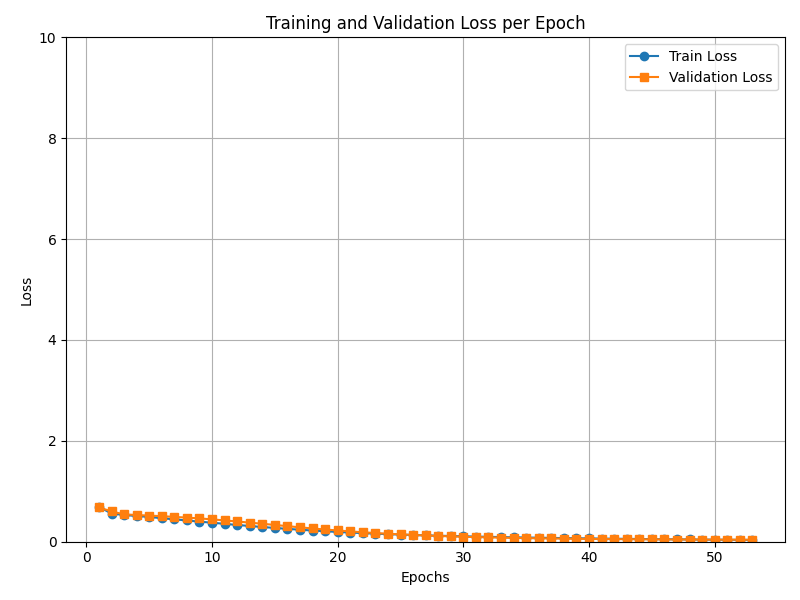 Training and Validation Loss per Epoch
10
8
6
4
2
0
Loss
Train Loss
Validation Loss
0 10 20 30 40 50
Epochs